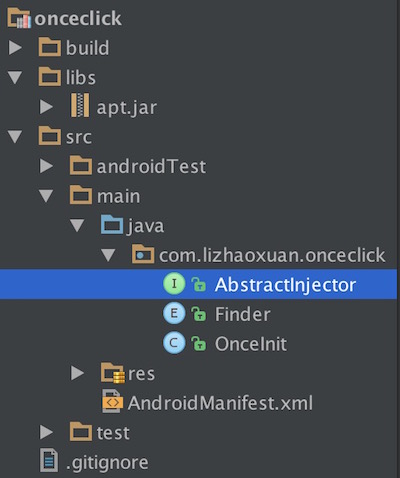 onceclick
build
libs
apt.jar
src
androidTest
main
java
com.lizhaoxuan.onceclick
I AbstractInjector
E Finder
C OnceInit
res
AndroidManifest.xml
test
.gitignore